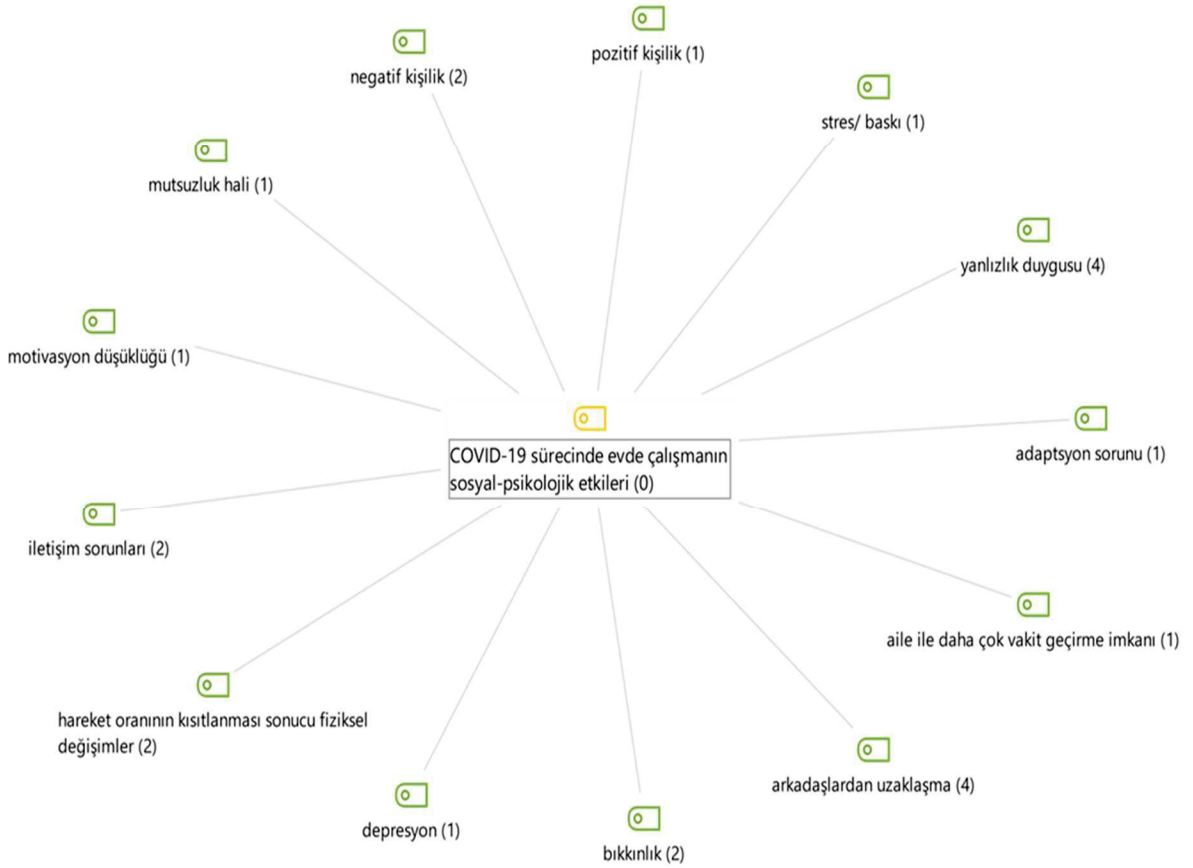 pozitif kişilik (1)
negatif kişilik (2)
stres/ baskı (1)
mutsuzluk hali (1)
yanlızlık duygusu (4)
motivasyon düşüklüğü (1)
COVID-19 sürecinde evde çalışmanın
sosyal-psikolojik etkileri (0)
adaptsyon sorunu (1)
iletişim sorunları (2)
aile ile daha çok vakit geçirme imkanı (1)
hareket oranının kısıtlanması sonucu fiziksel
değişimler (2)
arkadaşlardan uzaklaşma (4)
depresyon (1)
bıkkınlık (2)